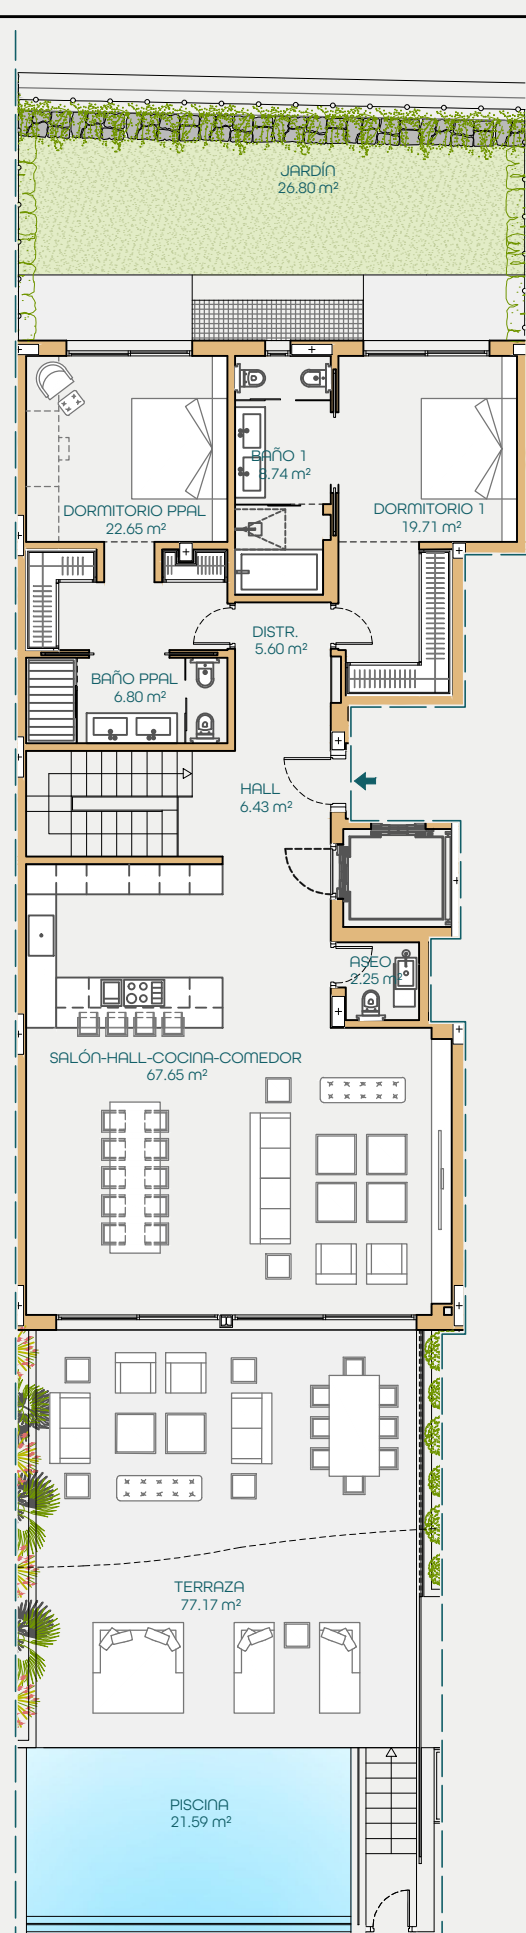 JARDÍN
26.80 m²
BAÑO 1
8.74 m²
DORMITORIO PPAL
22.65 m²
DORMITORIO 1
19.71 m²
DISTR.
5.60 m²
BAÑO PPAL
6.80 m²
HALL
6.43 m²
ASEO
2.25 m²
SALÓN-HALL-COCINA-COMEDOR
67.65 m²
TERRAZA
77.17 m²
PISCINA
21.59 m²